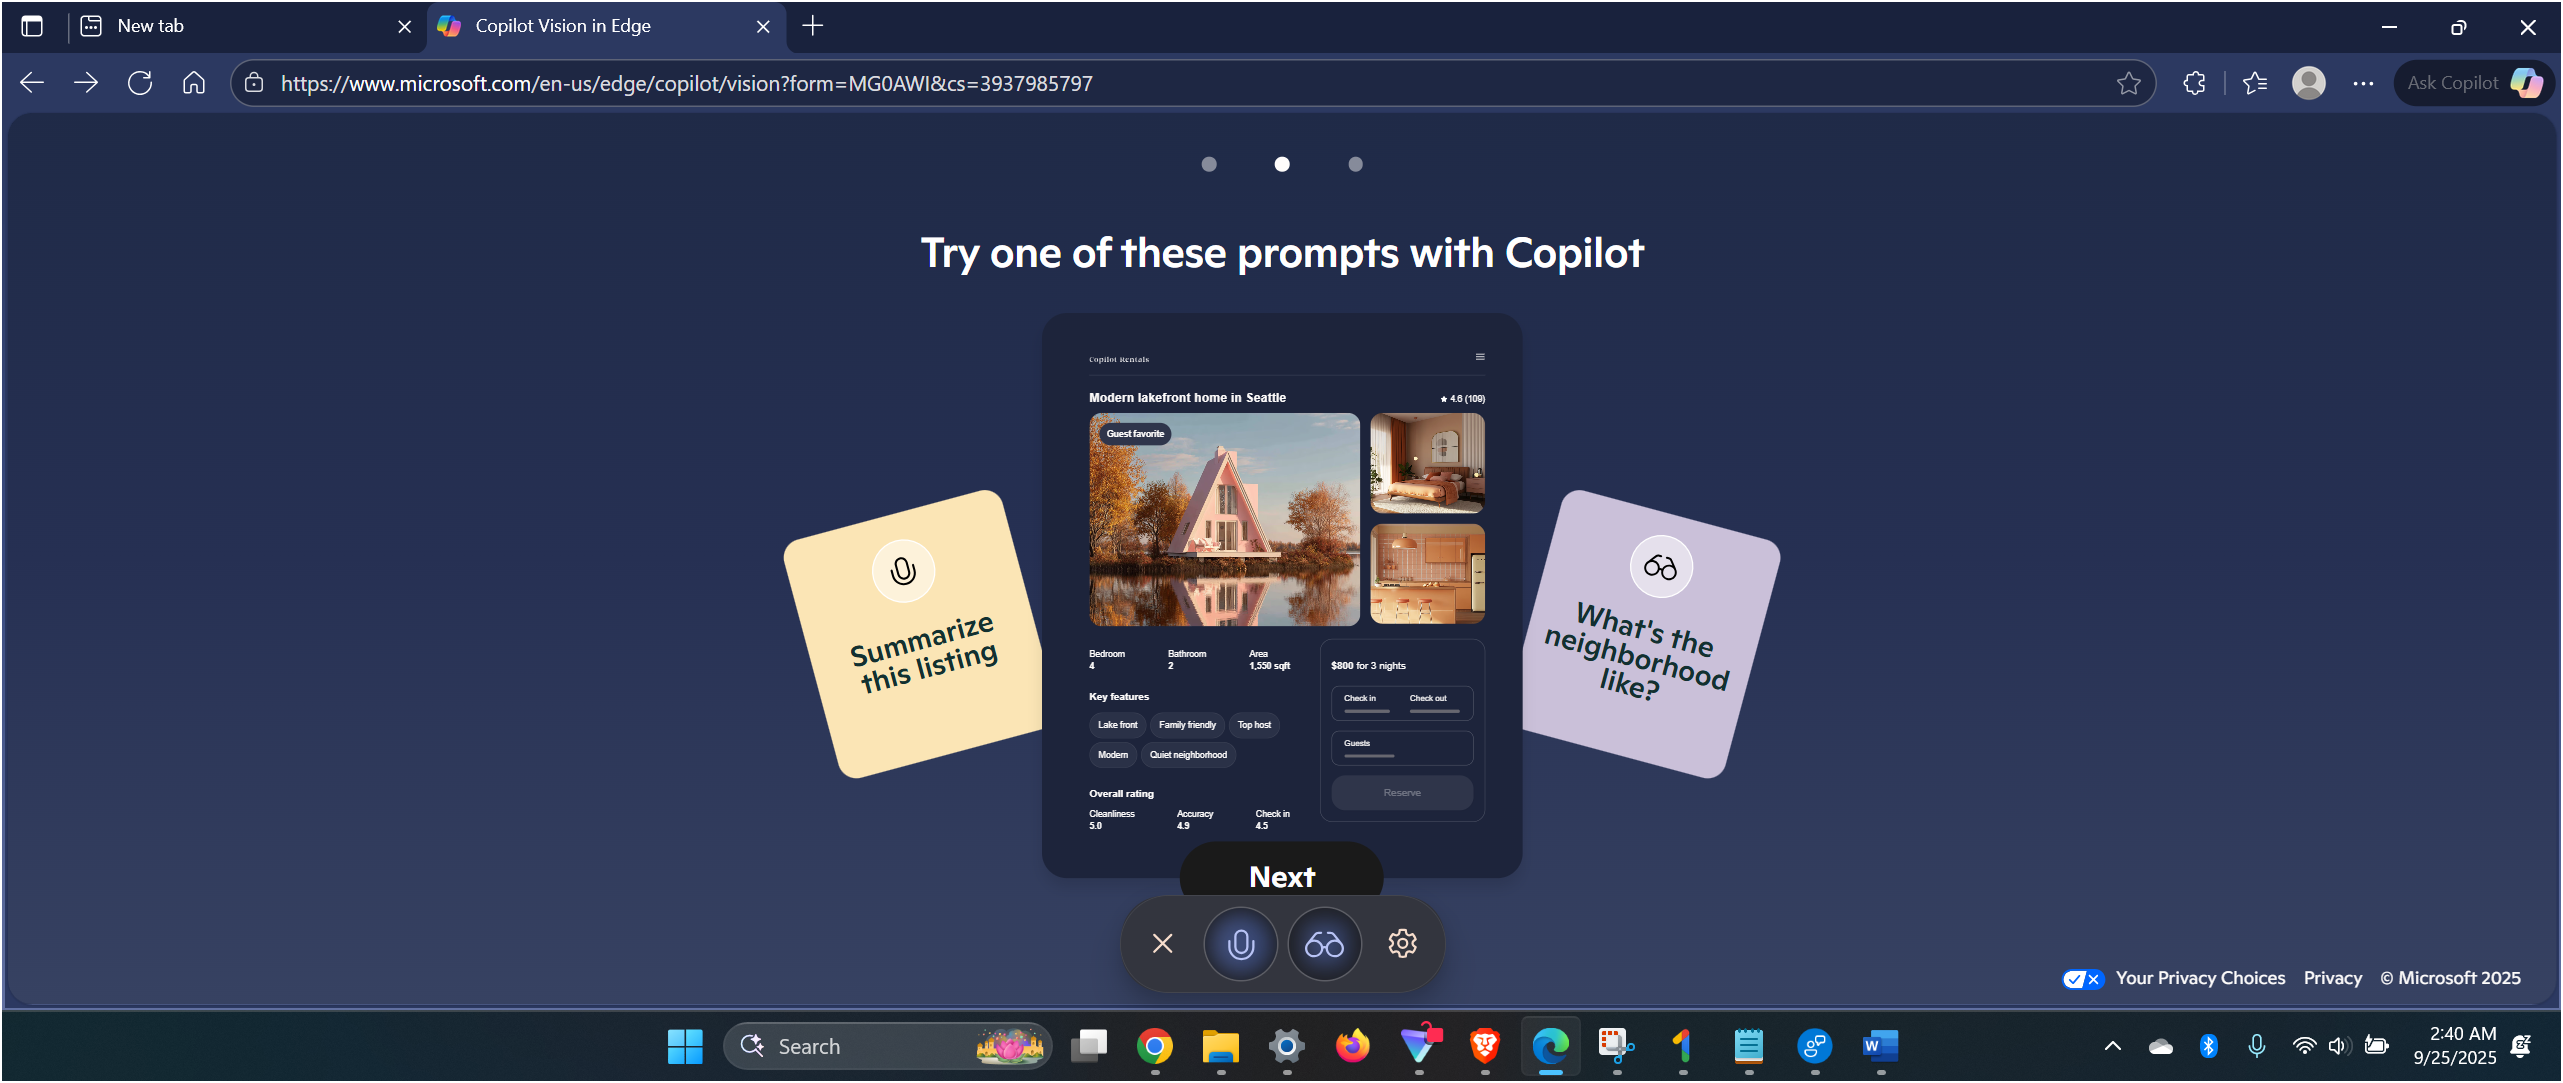 New tab
Copilot Vision in Edge
https://www.microsoft.com/en-us/edge/copilot/vision?form=MG0AWI&cs=3937985797
Ask Copilot
Try one of these prompts with Copilot
Copilot Rentals
Modern lakefront home in Seattle
★ 4.6 (109)
Guest favorite
Summarize
this listing
What's the
neighborhood
like?
Bedroom
4
Bathroom
2
Area
1,550 sqft
$800 for 3 nights
Check in
Check out
Guests
Reserve
Key features
Lake front
Family friendly
Top host
Modern
Quiet neighborhood
Overall rating
Cleanliness
5.0
Accuracy
4.9
Check in
4.5
Next
Your Privacy Choices
Privacy
© Microsoft 2025
Search
2:40 AM
9/25/2025